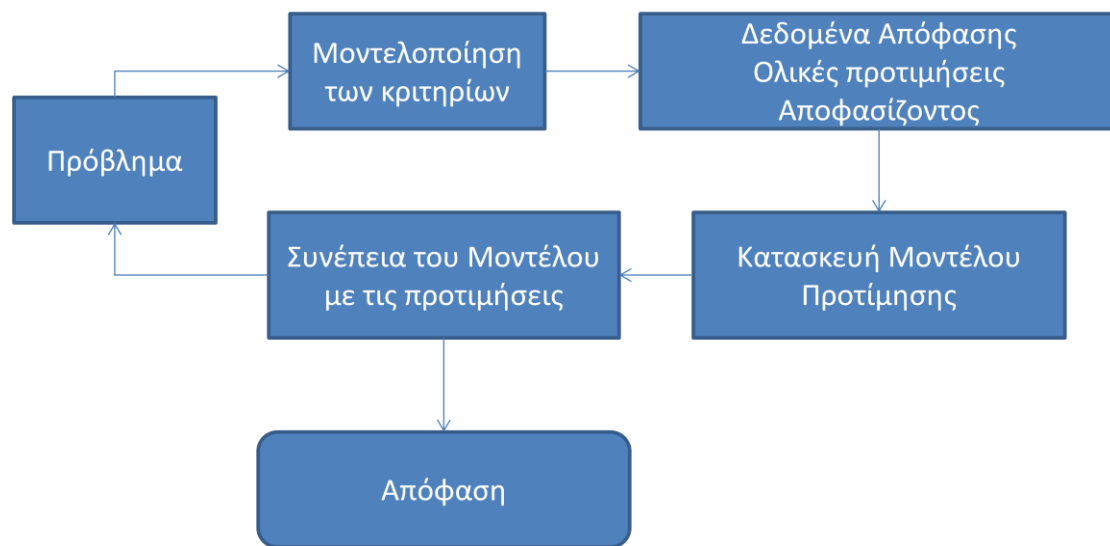 Μοντελοποίηση
των κριτηρίων
Δεδομένα Απόφασης
Ολικές προτιμήσεις
Αποφασίζοντος
Πρόβλημα
Συνέπεια του Μοντέλου
με τις προτιμήσεις
Κατασκευή Μοντέλου
Προτίμησης
Απόφαση